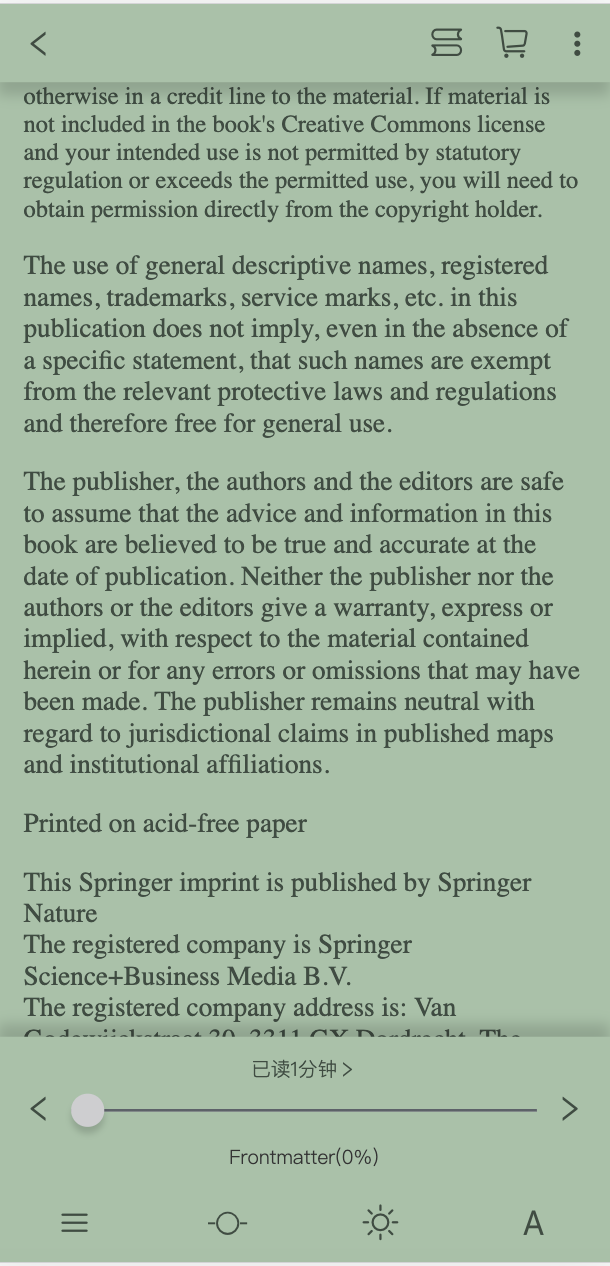 otherwise in a credit line to the material. If material is
not included in the book's Creative Commons license
and your intended use is not permitted by statutory
regulation or exceeds the permitted use, you will need to
obtain permission directly from the copyright holder.
The use of general descriptive names, registered
names, trademarks, service marks, etc. in this
publication does not imply, even in the absence of
a specific statement, that such names are exempt
from the relevant protective laws and regulations
and therefore free for general use.
The publisher, the authors and the editors are safe
to assume that the advice and information in this
book are believed to be true and accurate at the
date of publication. Neither the publisher nor the
authors or the editors give a warranty, express or
implied, with respect to the material contained
herein or for any errors or omissions that may have
been made. The publisher remains neutral with
regard to jurisdictional claims in published maps
and institutional affiliations.
Printed on acid-free paper
This Springer imprint is published by Springer
Nature
The registered company is Springer
Science+Business Media B.V.
The registered company address is: Van
30, 3311 GX Dordrecht, The
已读1分钟 >
Frontmatter(0%)
A